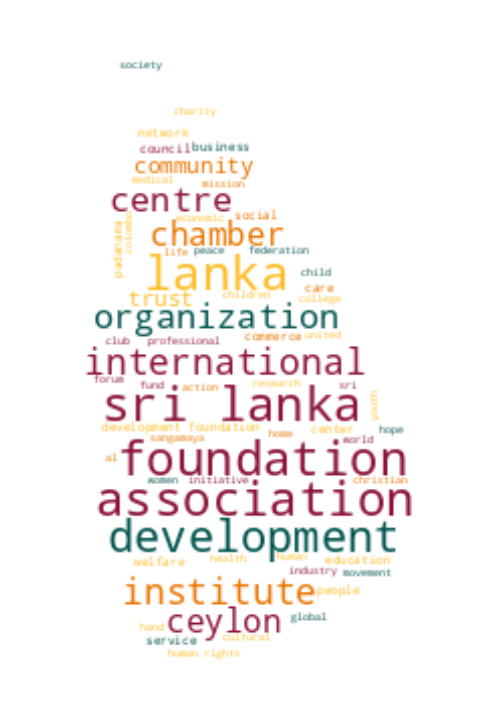 society
charity
network
council business
community
medical mission
centre
economic social
padanama colombo chamber
life peace federation
lanka child
care
trust children college
organization
commerce united
club professional
international
forum fund action research sri
sri lanka youth
development foundation center hope
sangamaya home world
al foundation
women initiative christian
association
development
welfare health human education
industry movement
institute people
ceylon global
hand
service cultural
human rights